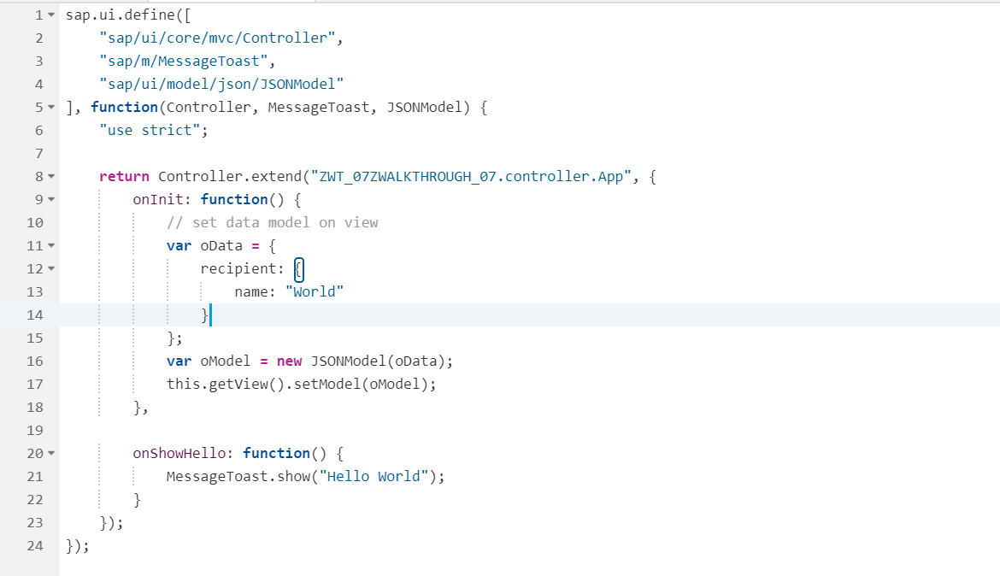 1 sap.ui.define([
2     "sap/ui/core/mvc/Controller",
3     "sap/m/MessageToast",
4     "sap/ui/model/json/JSONModel"
5 ], function(Controller, MessageToast, JSONModel) {
6     "use strict";
7
8     return Controller.extend("ZWT_07ZWALKTHROUGH_07.controller.App", {
9         onInit: function() {
10             // set data model on view
11             var oData = {
12                 recipient: {
13                     name: "World"
14                 }
15             };
16             var oModel = new JSONModel(oData);
17             this.getView().setModel(oModel);
18         },
19
20         onShowHello: function() {
21             MessageToast.show("Hello World");
22         }
23     });
24 });